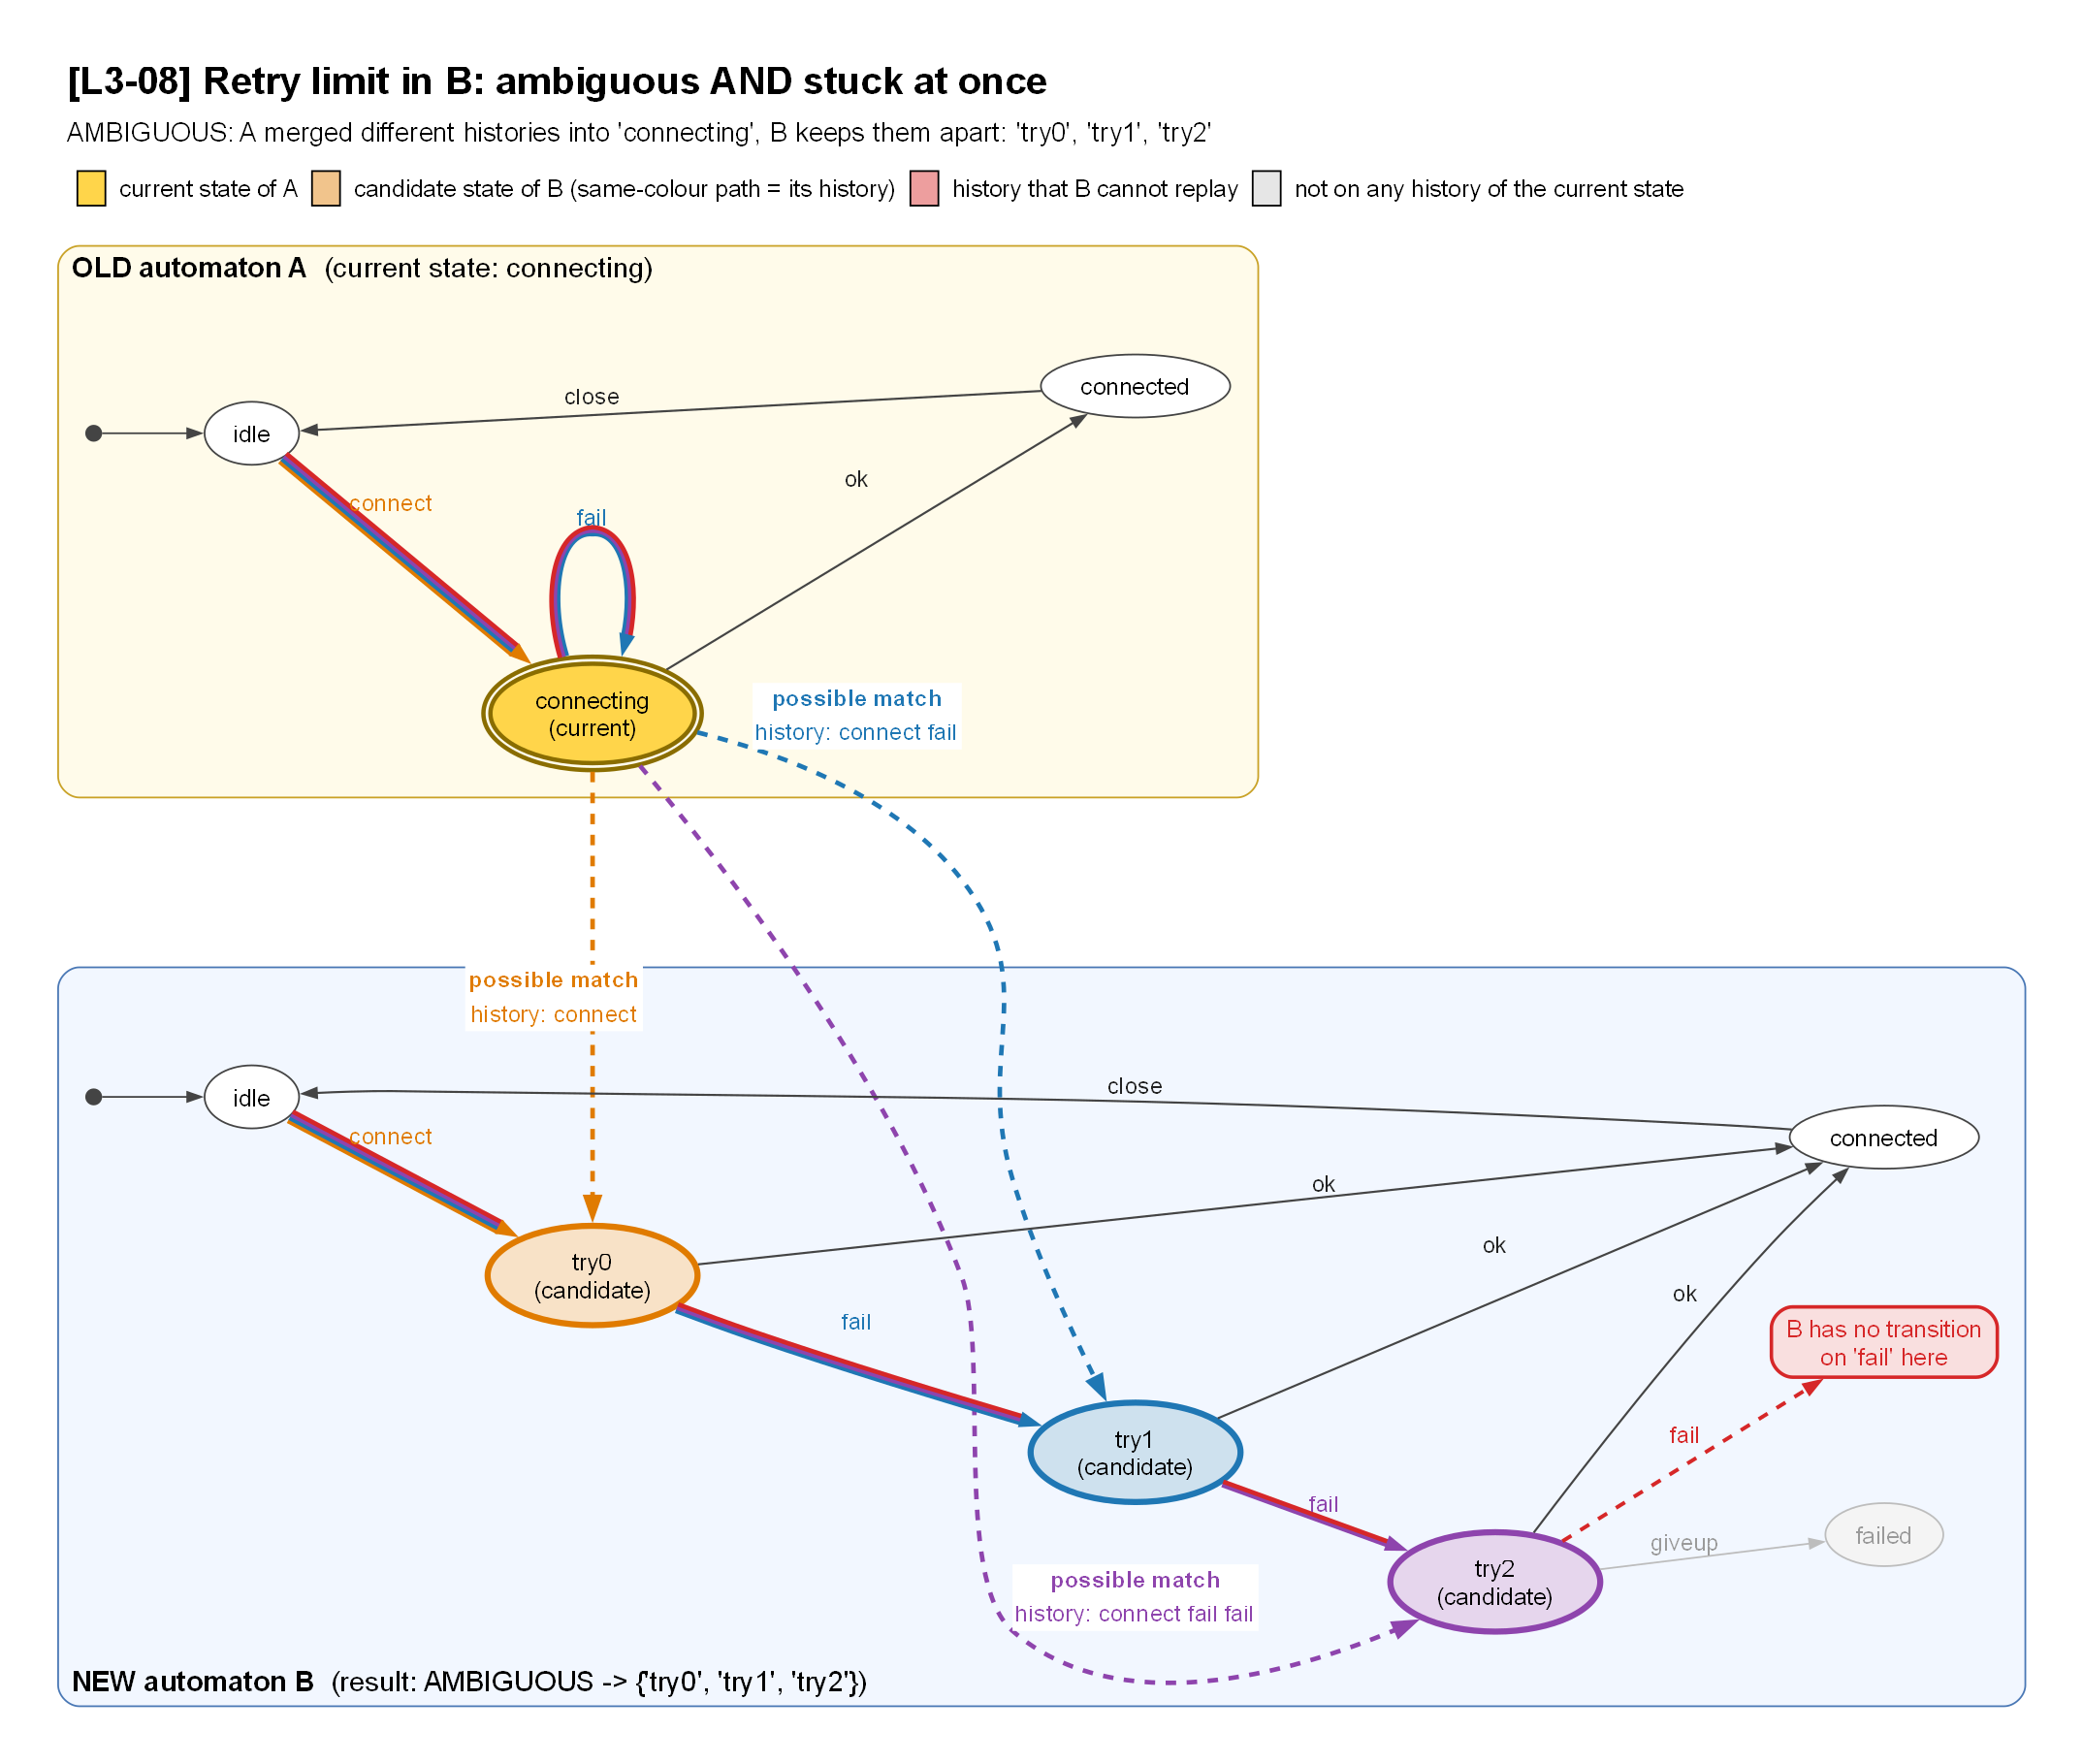 [L3-08] Retry limit in B: ambiguous AND stuck at once
AMBIGUOUS: A merged different histories into 'connecting', B keeps them apart: 'try0', 'try1', 'try2'
current state of A
candidate state of B (same-colour path = its history)
history that B cannot replay
not on any history of the current state
OLD automaton A (current state: connecting)
connected
close
idle
ok
connect
fail
connecting
(current)
possible match
history: connect fail
possible match
history: connect
close
idle
connect
connected
ok
ok
try0
(candidate)
ok
fail
B has no transition
on 'fail' here
try1
(candidate)
fail
fail
giveup
failed
try2
(candidate)
possible match
history: connect fail fail
NEW automaton B (result: AMBIGUOUS -> {'try0', 'try1', 'try2'})